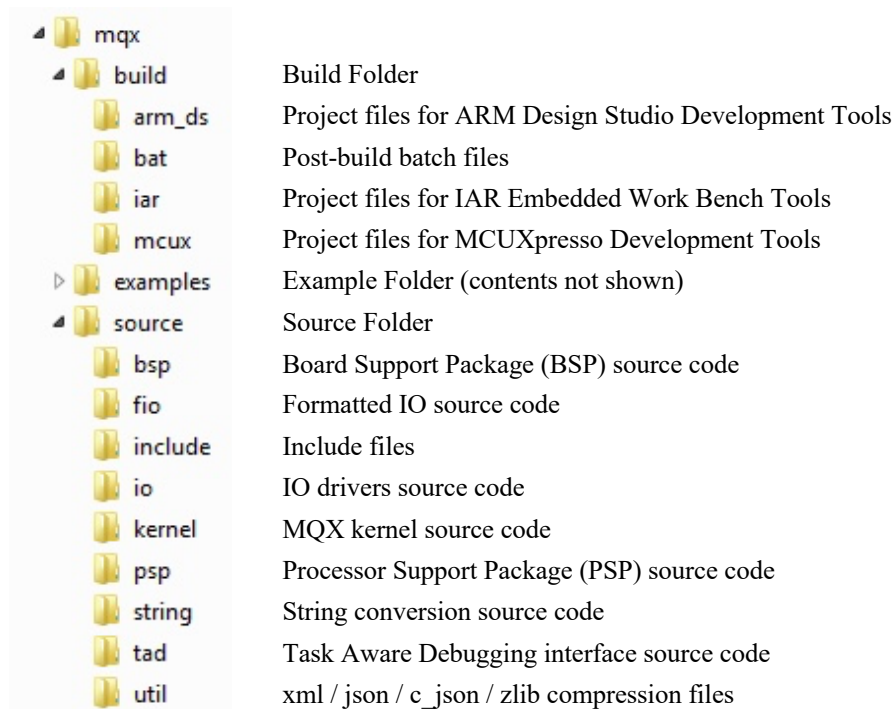 mqx
build Build Folder
arm_ds Project files for ARM Design Studio Development Tools
bat Post-build batch files
iar Project files for IAR Embedded Work Bench Tools
mcux Project files for MCUXpresso Development Tools
examples Example Folder (contents not shown)
source Source Folder
bsp Board Support Package (BSP) source code
fio Formatted IO source code
include Include files
io IO drivers source code
kernel MQX kernel source code
psp Processor Support Package (PSP) source code
string String conversion source code
tad Task Aware Debugging interface source code
util xml / json / c_json / zlib compression files